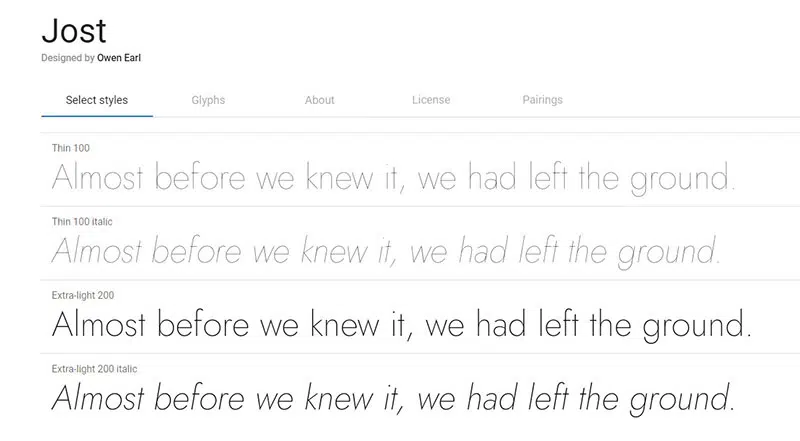 Jost
Designed by Owen Earl
Select styles Glyphs About License Pairings
Thin 100
Almost before we knew it, we had left the ground.
Thin 100 italic
Almost before we knew it, we had left the ground.
Extra-light 200
Almost before we knew it, we had left the ground.
Extra-light 200 italic
Almost before we knew it, we had left the ground.